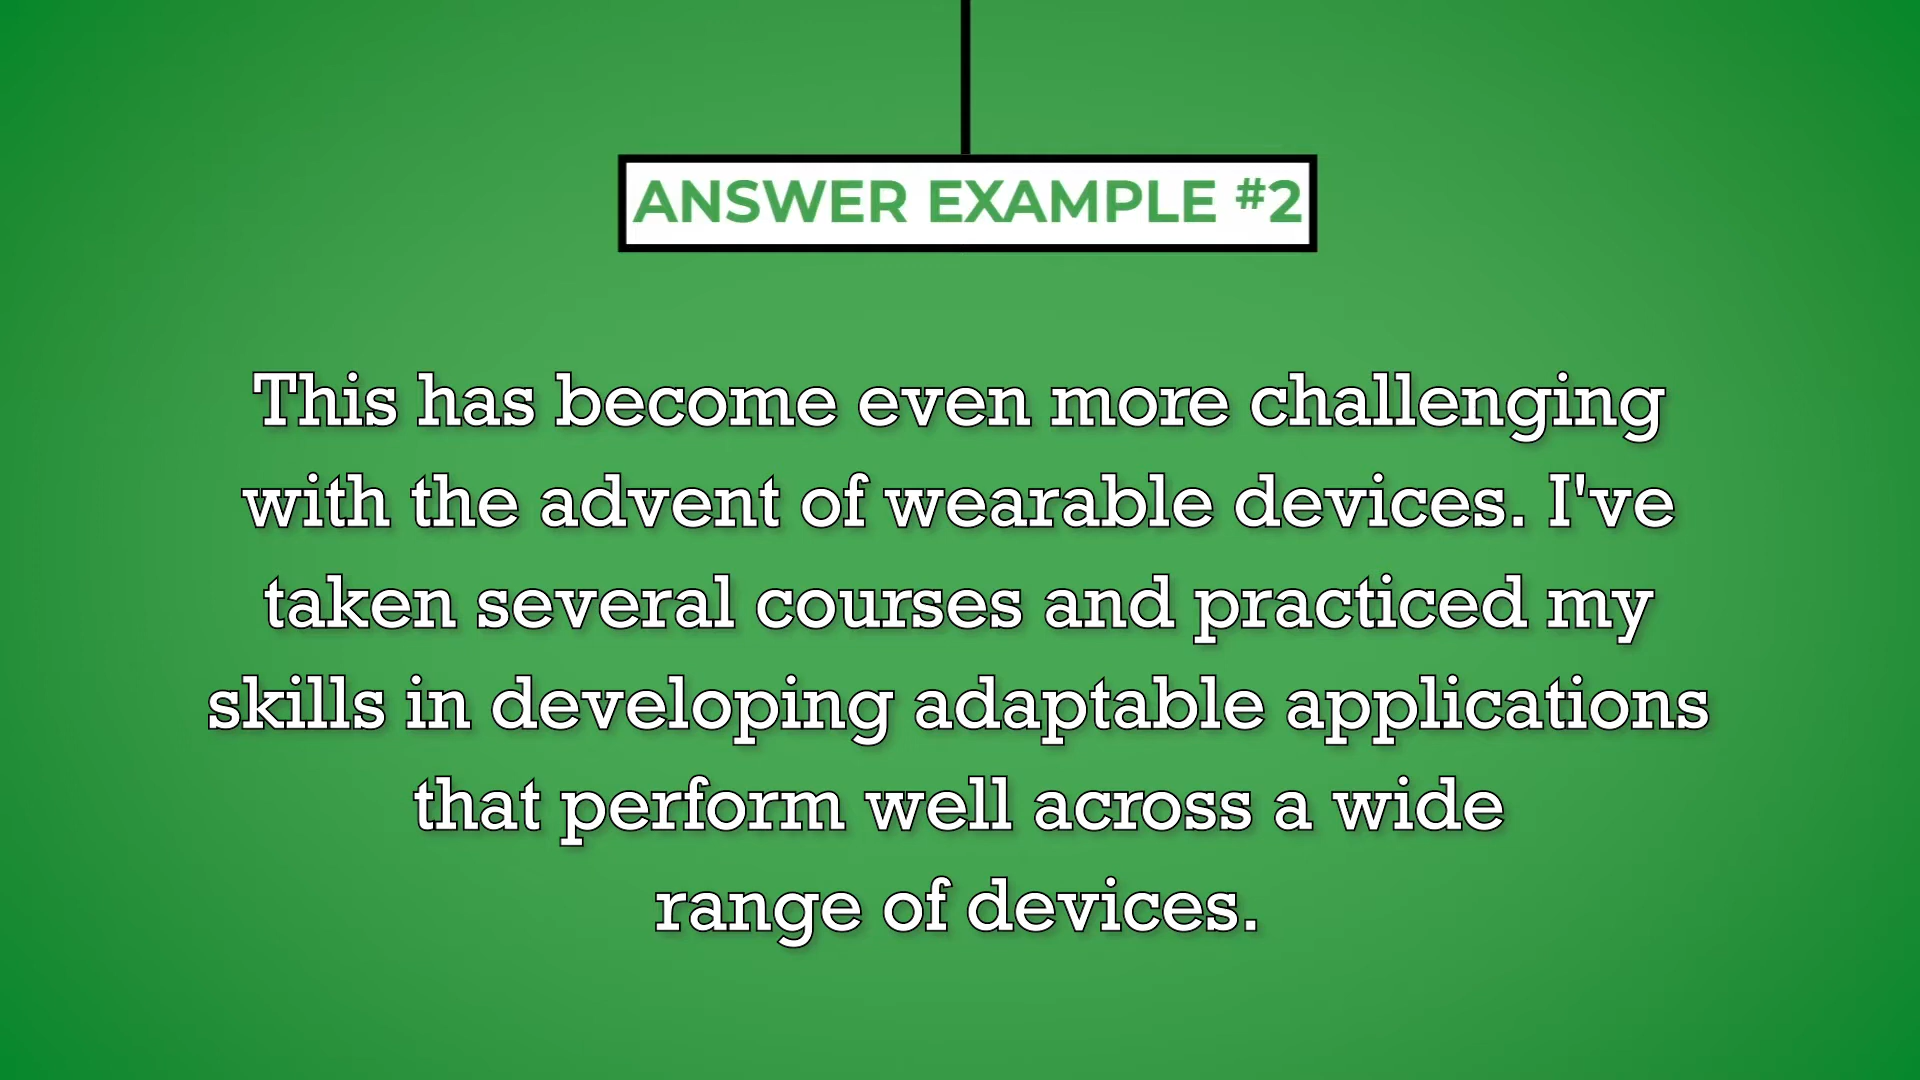 ANSWER EXAMPLE #2
This has become even more challenging
with the advent of wearable devices. I've
taken several courses and practiced my
skills in developing adaptable applications
that perform well across a wide
range of devices.